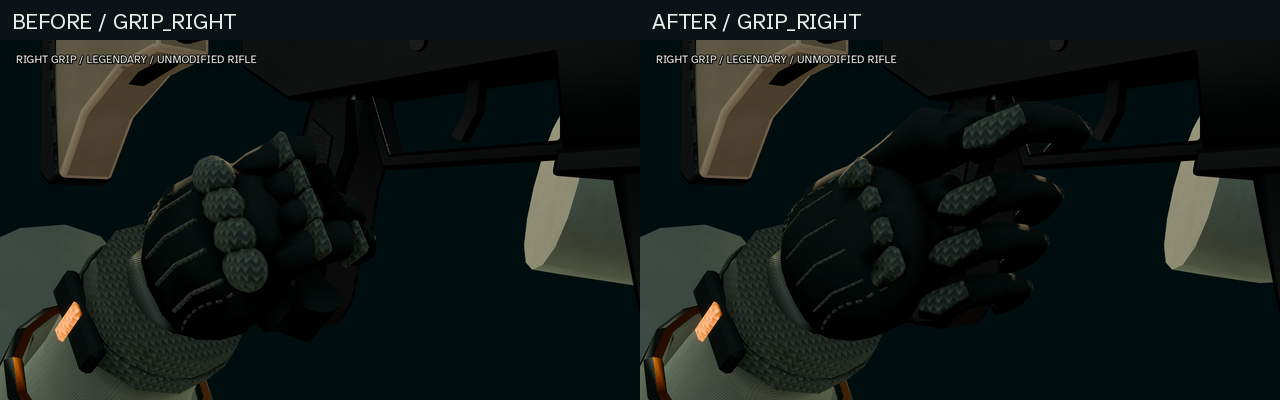 BEFORE / GRIP_RIGHT
AFTER / GRIP_RIGHT
RIGHT GRIP / LEGENDARY / UNMODIFIED RIFLE
RIGHT GRIP / LEGENDARY / UNMODIFIED RIFLE